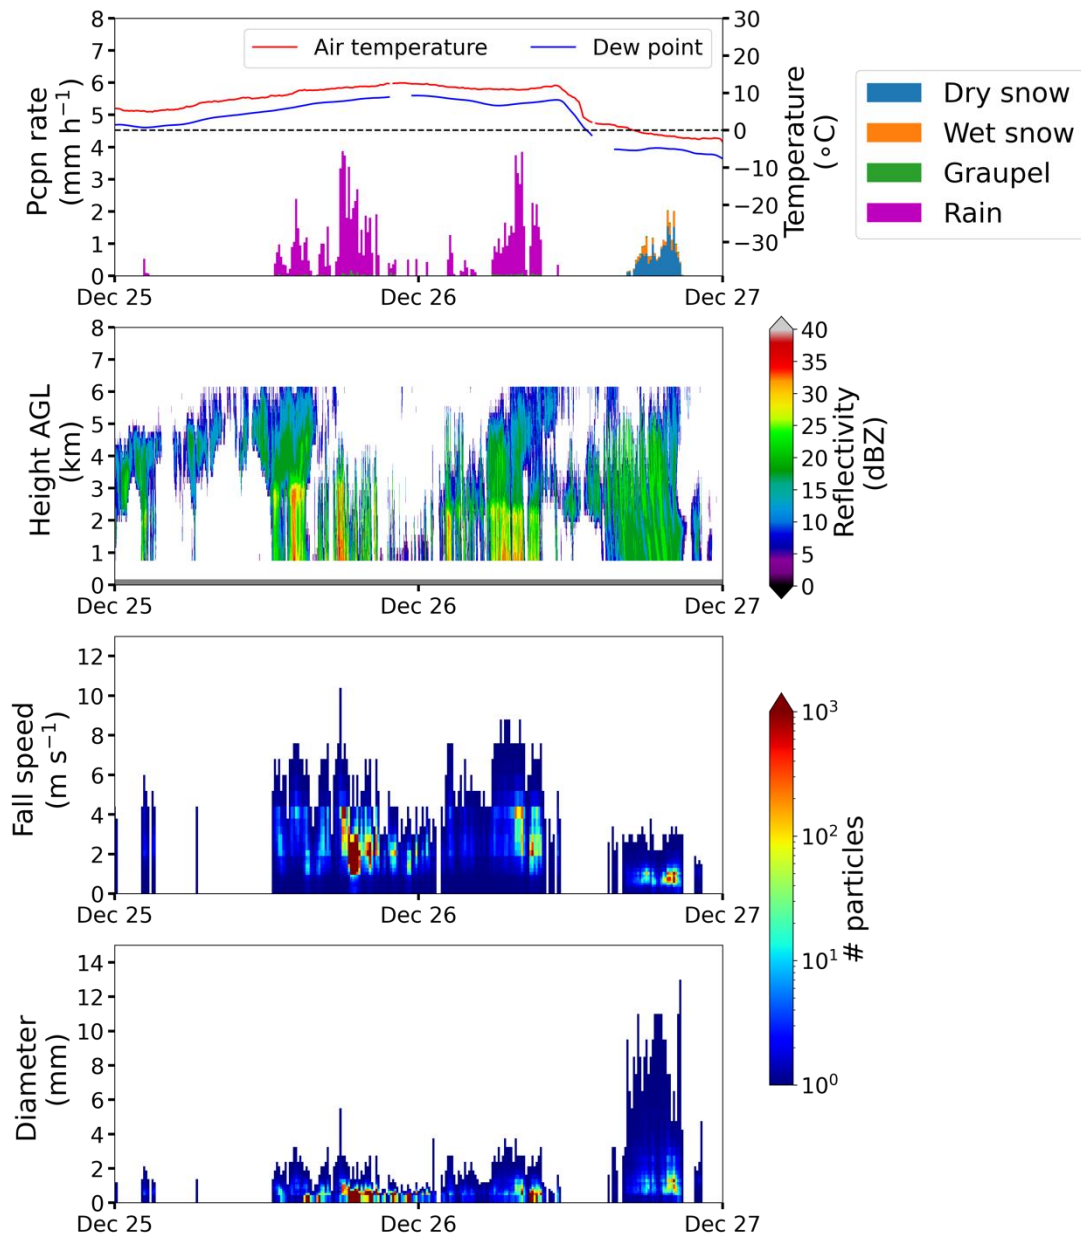 8
7
6
5
4
3
2
1
0
Pcpn rate
(mm h⁻¹)
Air temperature
Dew point
30
20
10
0
−10
−20
−30
Temperature
(∘C)
Dec 25
Dec 26
Dec 27
Dry snow
Wet snow
Graupel
Rain
8
7
6
5
4
3
2
1
0
Height AGL
(km)
Dec 25
Dec 26
Dec 27
40
35
30
25
20
15
10
5
0
Reflectivity
(dBZ)
12
10
8
6
4
2
0
Fall speed
(m s⁻¹)
Dec 25
Dec 26
Dec 27
14
12
10
8
6
4
2
0
Diameter
(mm)
Dec 25
Dec 26
Dec 27
10³
10²
10¹
10⁰
# particles